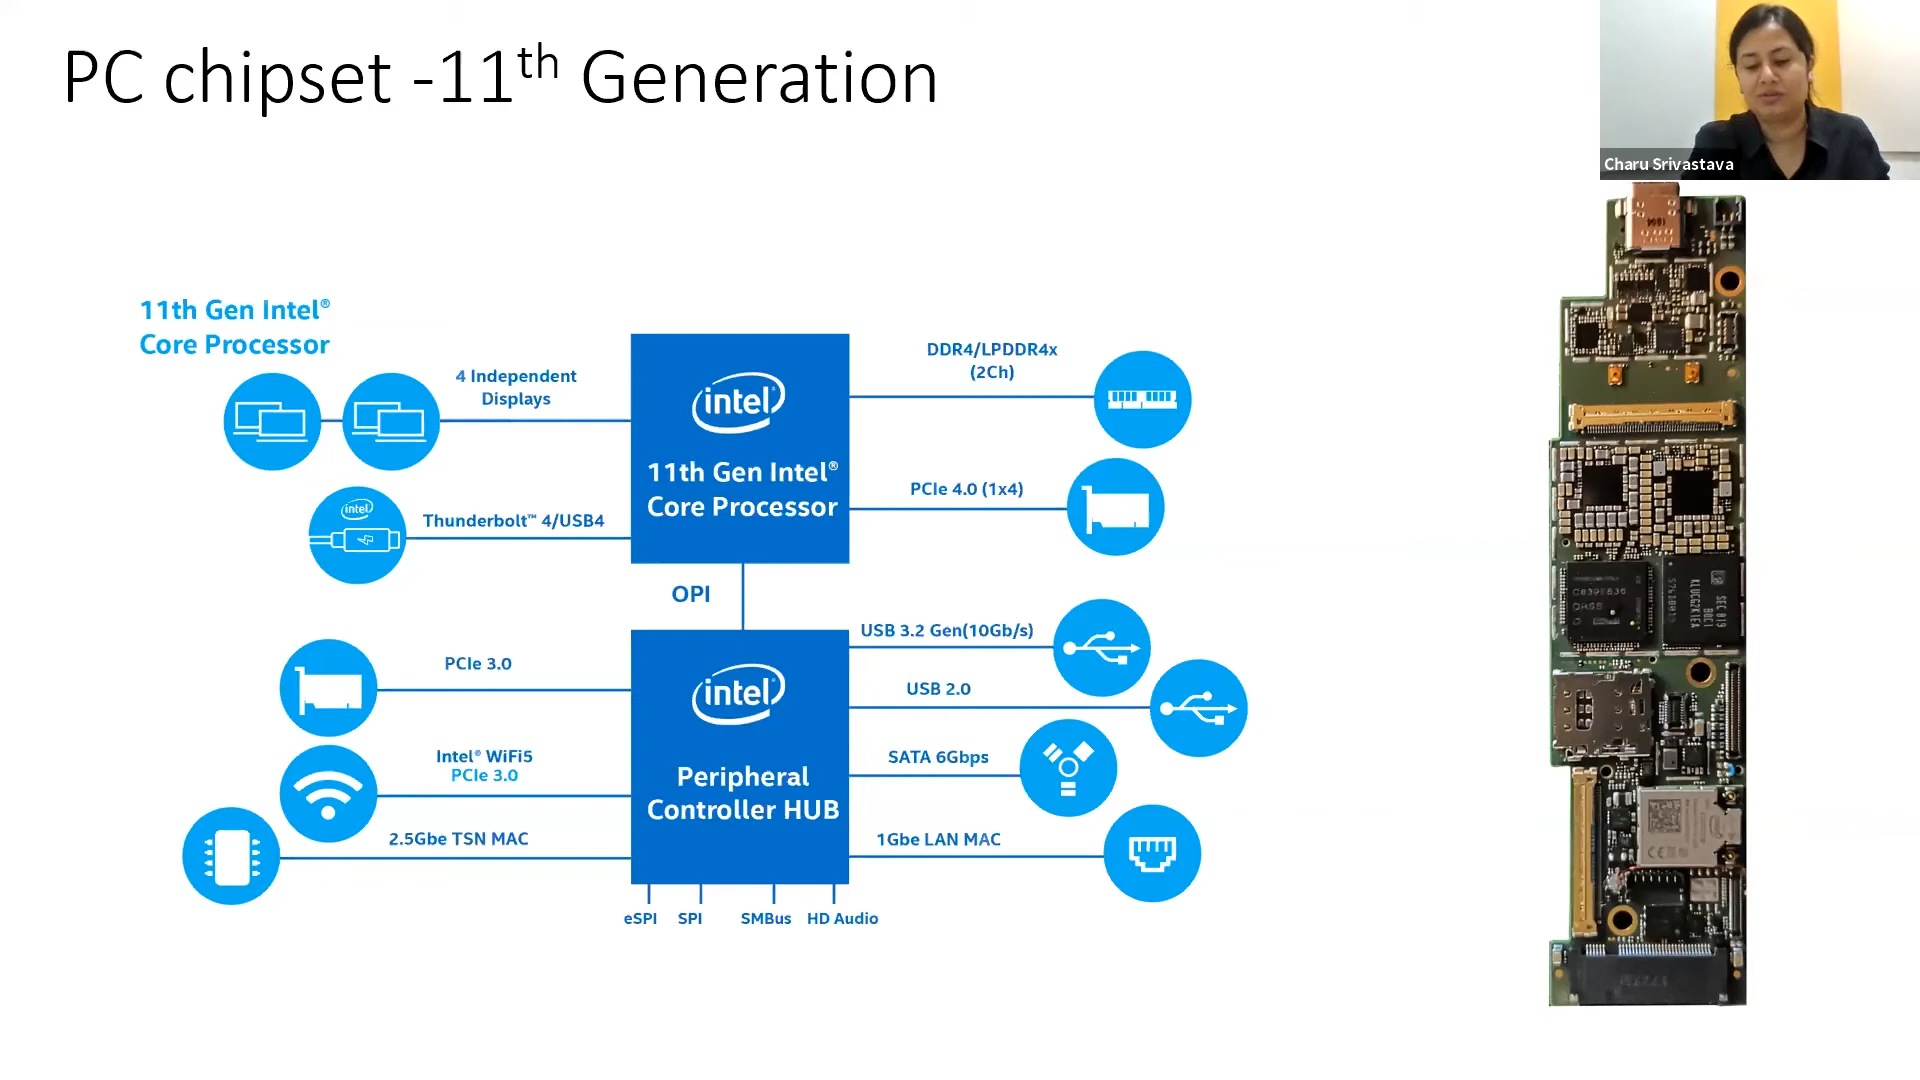 PC chipset -11th Generation
Charu Srivastava
11th Gen Intel®
Core Processor
4 Independent
Displays
intel®
11th Gen Intel®
Core Processor
DDR4/LPDDR4x
(2Ch)
PCIe 4.0 (1x4)
intel
Thunderbolt™ 4/USB4
OPI
intel®
Peripheral
Controller HUB
PCIe 3.0
Intel® WiFi5
PCIe 3.0
2.5Gbe TSN MAC
USB 3.2 Gen(10Gb/s)
USB 2.0
SATA 6Gbps
1Gbe LAN MAC
eSPI
SPI
SMBus
HD Audio
SEC 819